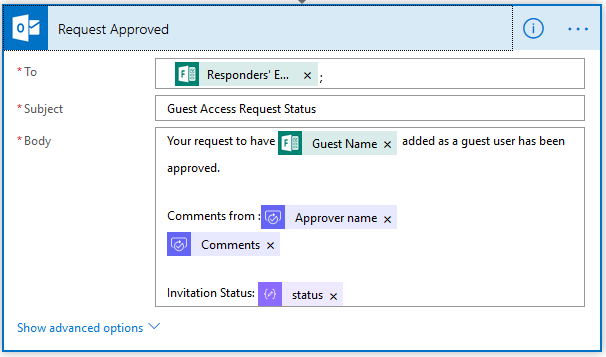 Request Approved
*To
Responders' E... × ;
*Subject
Guest Access Request Status
*Body
Your request to have Guest Name × added as a guest user has been
approved.
Comments from : Approver name ×
Comments ×
Invitation Status: status ×
Show advanced options